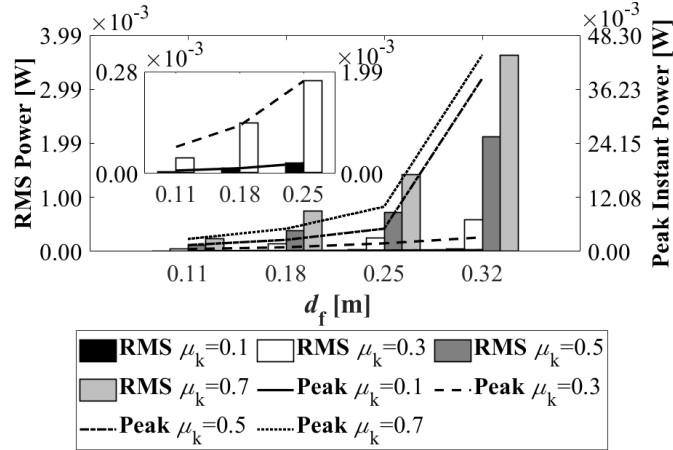 ×10⁻³ ×10⁻³
3.99 48.30
2.99 36.23
1.99 24.15
1.00 12.08
0.00 0.00
RMS Power [W]
Peak Instant Power [W]
×10⁻³ ×10⁻³
0.28 1.99
0.00 0.00
0.11 0.18 0.25
0.11 0.18 0.25 0.32
d_f [m]
RMS μ_k=0.1 RMS μ_k=0.3 RMS μ_k=0.5
RMS μ_k=0.7 Peak μ_k=0.1 Peak μ_k=0.3
Peak μ_k=0.5 Peak μ_k=0.7